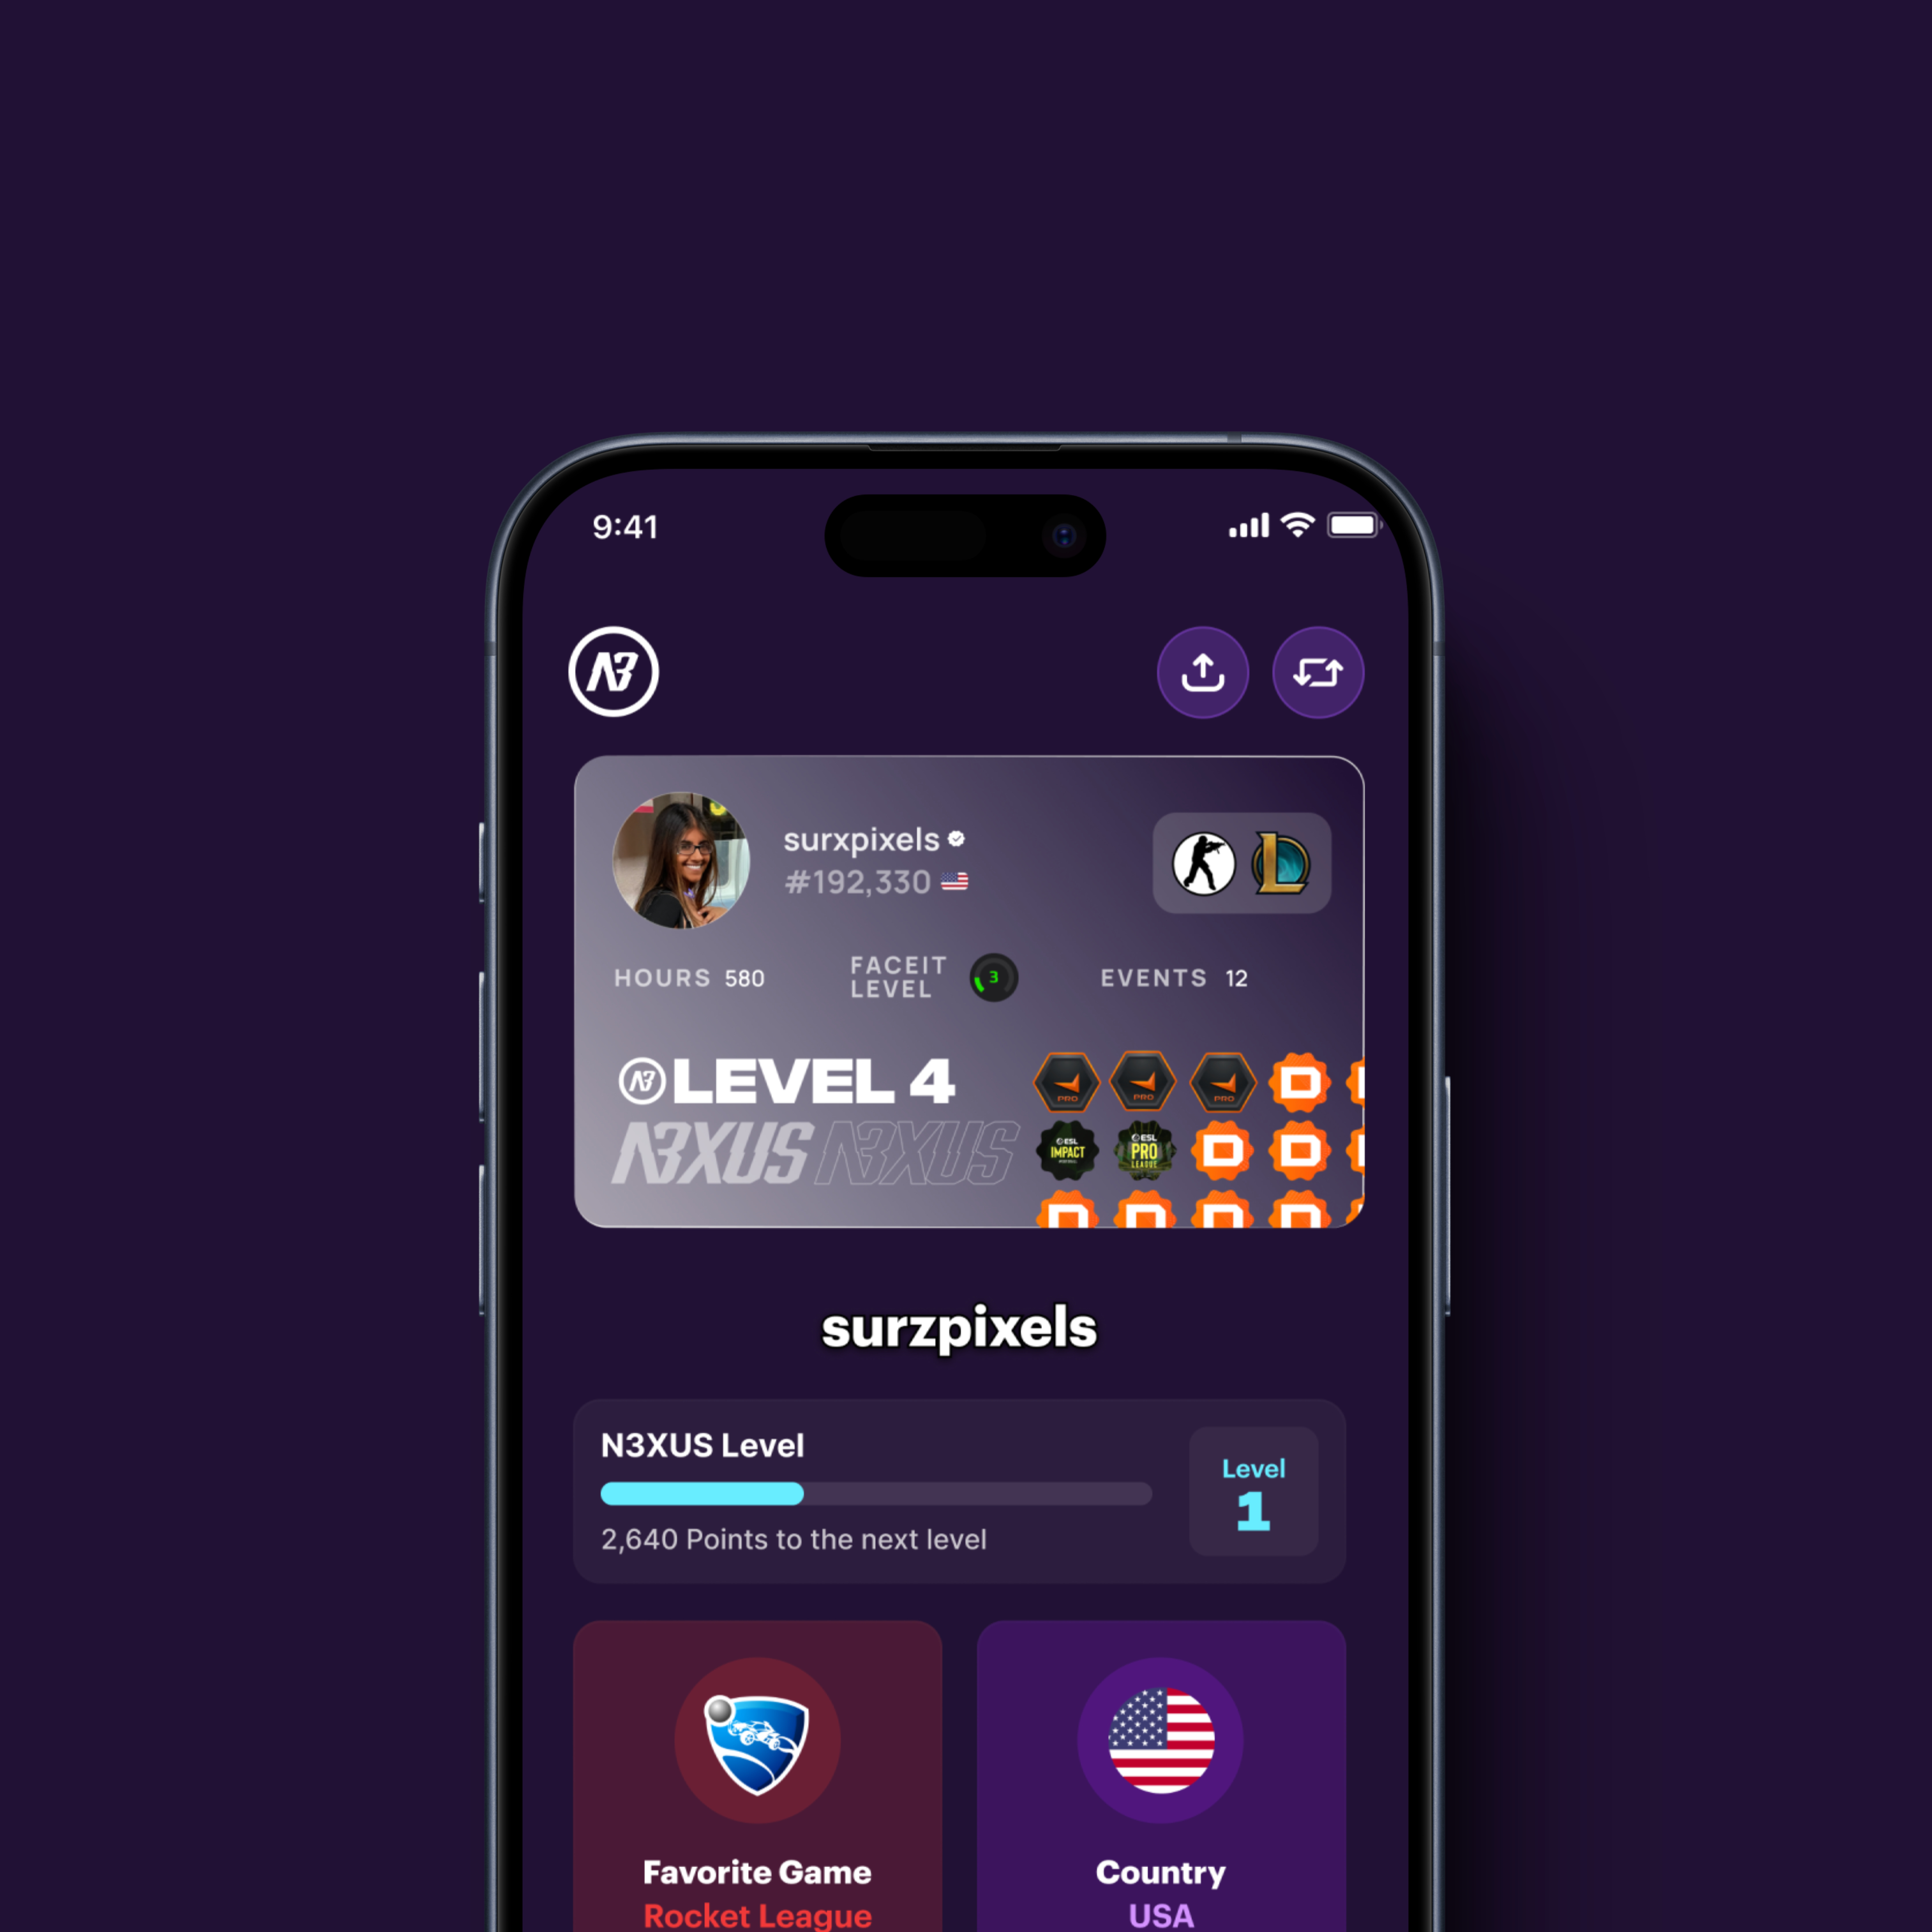 9:41
N3
surxpixels
#192,330
HOURS 580
FACEIT
LEVEL
3
EVENTS 12
N3 LEVEL 4
N3XUS N3XUS
PRO
PRO
PRO
ESL
IMPACT
ESL
PRO
LEAGUE
surzpixels
N3XUS Level
2,640 Points to the next level
Level
1
Favorite Game
Rocket League
Country
USA